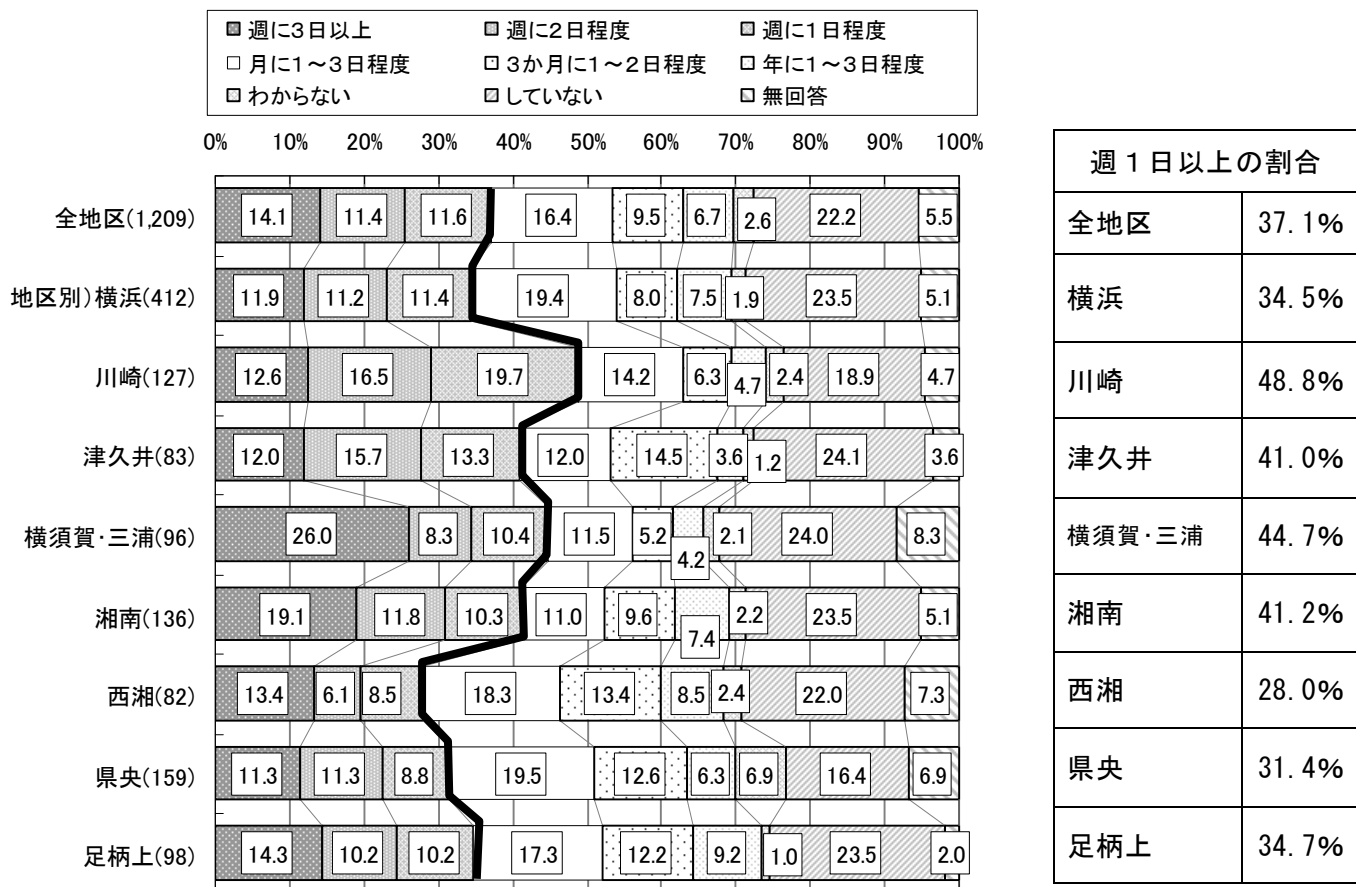 週に3日以上 週に2日程度 週に1日程度
月に1～3日程度 3か月に1～2日程度 年に1～3日程度
わからない していない 無回答
0% 10% 20% 30% 40% 50% 60% 70% 80% 90% 100%
全地区(1,209) 14.1 11.4 11.6 16.4 9.5 6.7 2.6 22.2 5.5
地区別)横浜(412) 11.9 11.2 11.4 19.4 8.0 7.5 1.9 23.5 5.1
川崎(127) 12.6 16.5 19.7 14.2 6.3 4.7 2.4 18.9 4.7
津久井(83) 12.0 15.7 13.3 12.0 14.5 3.6 1.2 24.1 3.6
横須賀・三浦(96) 26.0 8.3 10.4 11.5 5.2 4.2 2.1 24.0 8.3
湘南(136) 19.1 11.8 10.3 11.0 9.6 7.4 2.2 23.5 5.1
西湘(82) 13.4 6.1 8.5 18.3 13.4 8.5 2.4 22.0 7.3
県央(159) 11.3 11.3 8.8 19.5 12.6 6.3 6.9 16.4 6.9
足柄上(98) 14.3 10.2 10.2 17.3 12.2 9.2 1.0 23.5 2.0
週1日以上の割合
全地区 37.1%
横浜 34.5%
川崎 48.8%
津久井 41.0%
横須賀・三浦 44.7%
湘南 41.2%
西湘 28.0%
県央 31.4%
足柄上 34.7%